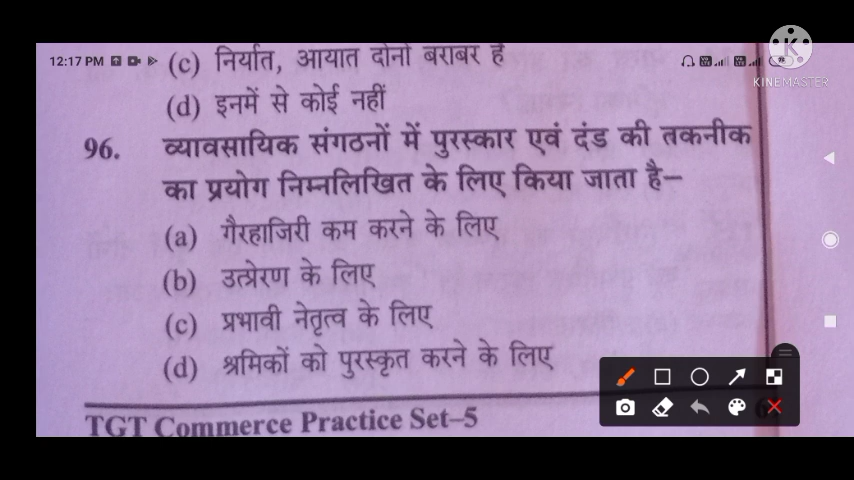 12:17 PM
K
KINEMASTER
(c) निर्यात, आयात दोनों बराबर हैं
(d) इनमें से कोई नहीं
96. व्यावसायिक संगठनों में पुरस्कार एवं दंड की तकनीक
का प्रयोग निम्नलिखित के लिए किया जाता है–
(a) गैरहाजिरी कम करने के लिए
(b) उत्प्रेरण के लिए
(c) प्रभावी नेतृत्व के लिए
(d) श्रमिकों को पुरस्कृत करने के लिए
TGT Commerce Practice Set–5